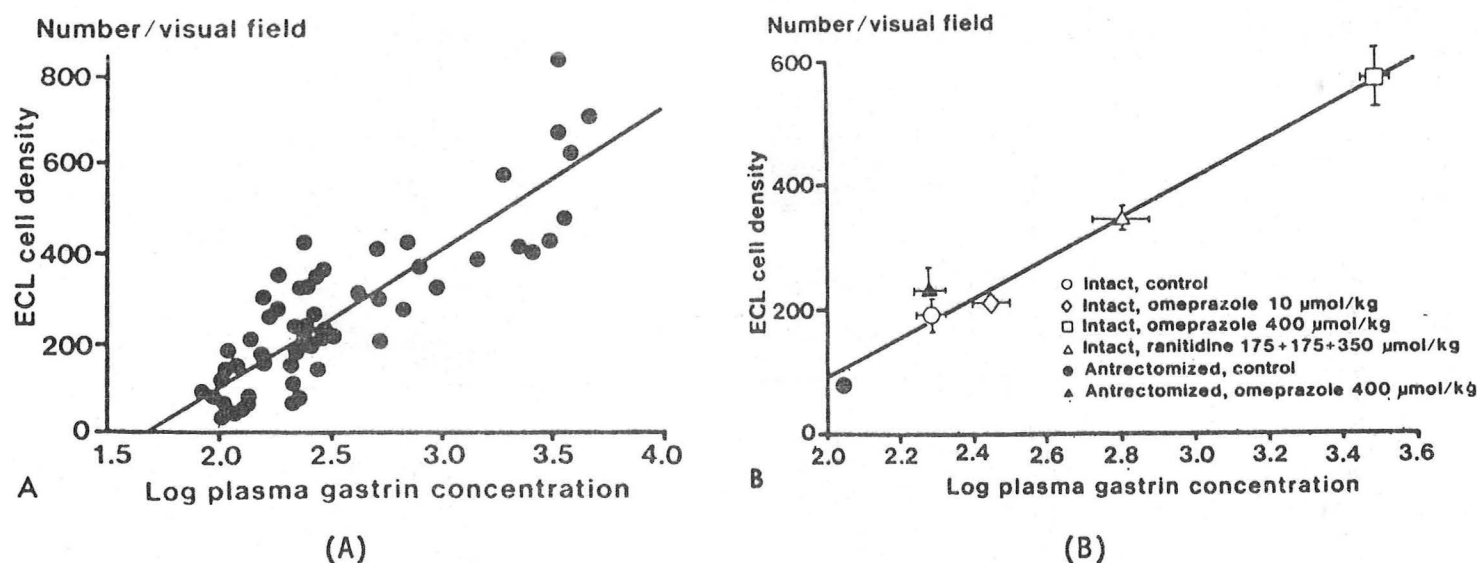 Number/visual field
800
600
400
200
0
ECL cell density
1.5 2.0 2.5 3.0 3.5 4.0
A Log plasma gastrin concentration
(A)
Number/visual field
600
400
200
0
ECL cell density
Intact, control
Intact, omeprazole 10 µmol/kg
Intact, omeprazole 400 µmol/kg
Intact, ranitidine 175+175+350 µmol/kg
Antrectomized, control
Antrectomized, omeprazole 400 µmol/kg
2.0 2.2 2.4 2.6 2.8 3.0 3.2 3.4 3.6
B Log plasma gastrin concentration
(B)